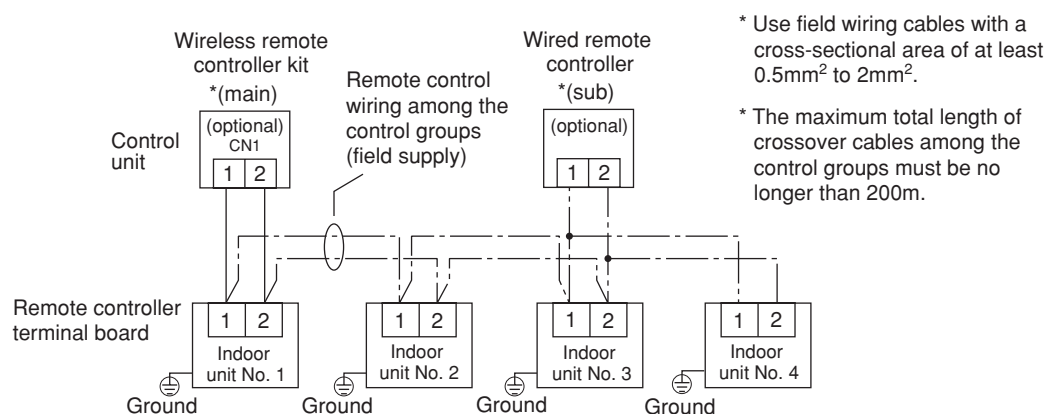 Wireless remote
controller kit
*(main)
Control
unit
(optional)
CN1
1 2
Remote control
wiring among the
control groups
(field supply)
Wired remote
controller
*(sub)
(optional)
1 2
* Use field wiring cables with a
cross-sectional area of at least
0.5mm² to 2mm².
* The maximum total length of
crossover cables among the
control groups must be no
longer than 200m.
Remote controller
terminal board
1 2
Indoor
unit No. 1
Ground
1 2
Indoor
unit No. 2
Ground
1 2
Indoor
unit No. 3
Ground
1 2
Indoor
unit No. 4
Ground